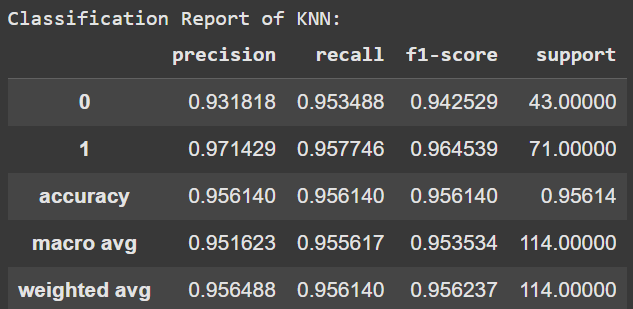 Classification Report of KNN:
precision recall f1-score support
0 0.931818 0.953488 0.942529 43.00000
1 0.971429 0.957746 0.964539 71.00000
accuracy 0.956140 0.956140 0.956140 0.95614
macro avg 0.951623 0.955617 0.953534 114.00000
weighted avg 0.956488 0.956140 0.956237 114.00000